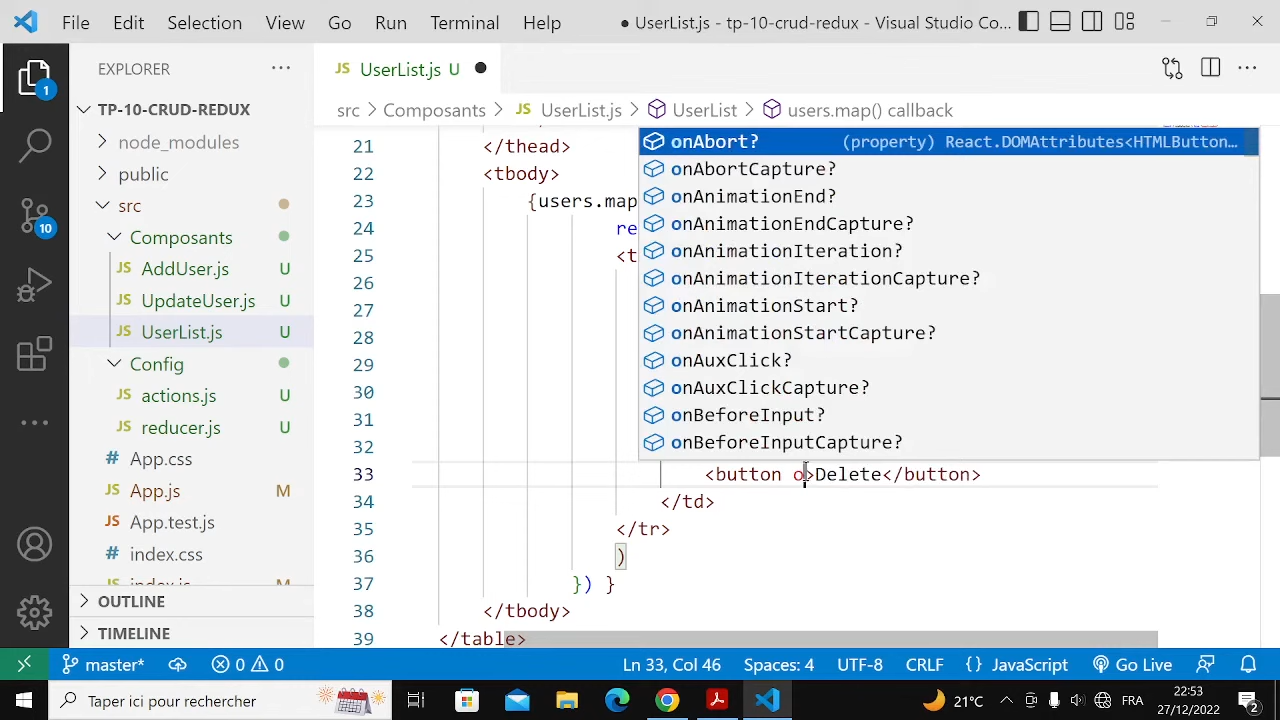 File Edit Selection View Go Run Terminal Help
● UserList.js - tp-10-crud-redux - Visual Studio Co...
EXPLORER
JS UserList.js U ●
TP-10-CRUD-REDUX
src > Composants > JS UserList.js > UserList > users.map() callback
node_modules
public
src
Composants
JS AddUser.js U
JS UpdateUser.js U
JS UserList.js U
Config
JS actions.js U
JS reducer.js U
# App.css
JS App.js M
JS App.test.js
# index.css
JS index.js M
OUTLINE
TIMELINE
1
10
21 </thead>
22 <tbody>
23 {users.map
24 re
25 <t
26
27
28
29
30
31
32
33 <button o>Delete</button>
34 </td>
35 </tr>
36 )
37 }) }
38 </tbody>
39 </table>
onAbort? (property) React.DOMAttributes<HTMLButton...
onAbortCapture?
onAnimationEnd?
onAnimationEndCapture?
onAnimationIteration?
onAnimationIterationCapture?
onAnimationStart?
onAnimationStartCapture?
onAuxClick?
onAuxClickCapture?
onBeforeInput?
onBeforeInputCapture?
master* 0 0 Ln 33, Col 46 Spaces: 4 UTF-8 CRLF {} JavaScript Go Live
Taper ici pour rechercher
21°C
FRA
22:53
27/12/2022
2